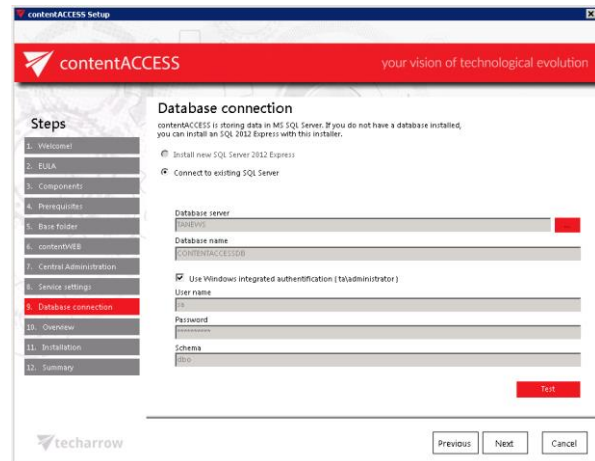 contentACCESS Setup
contentACCESS
your vision of technological evolution
Steps
1. Welcome!
2. EULA
3. Components
4. Prerequisites
5. Base folder
6. contentWEB
7. Central Administration
8. Service settings
9. Database connection
10. Overview
11. Installation
12. Summary
Database connection
contentACCESS is storing data in MS SQL Server. If you do not have a database installed,
you can install an SQL 2012 Express with this installer.
Install new SQL Server 2012 Express
Connect to existing SQL Server
Database server
TANEWS
...
Database name
CONTENTACCESSDB
Use Windows integrated authentication ( ta\administrator )
User name
sa
Password
Schema
dbo
Test
techarrow
Previous
Next
Cancel